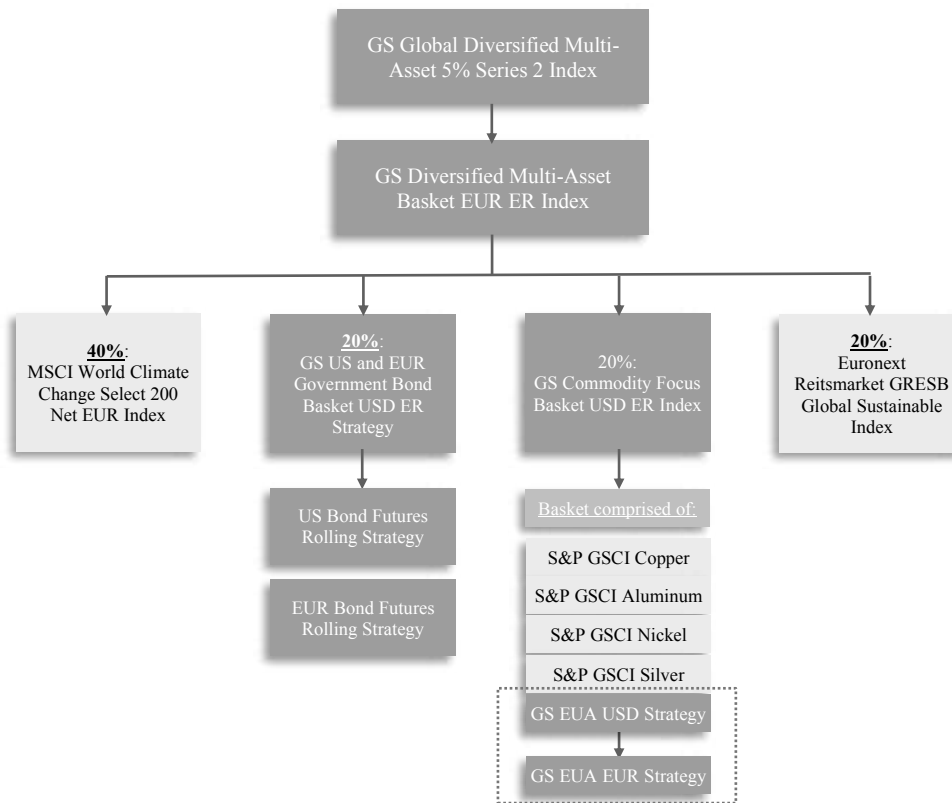 GS Global Diversified Multi-
Asset 5% Series 2 Index
GS Diversified Multi-Asset
Basket EUR ER Index
40%:
MSCI World Climate
Change Select 200
Net EUR Index
20%:
GS US and EUR
Government Bond
Basket USD ER
Strategy
20%:
GS Commodity Focus
Basket USD ER Index
20%:
Euronext
Reitsmarket GRESB
Global Sustainable
Index
US Bond Futures
Rolling Strategy
EUR Bond Futures
Rolling Strategy
Basket comprised of:
S&P GSCI Copper
S&P GSCI Aluminum
S&P GSCI Nickel
S&P GSCI Silver
GS EUA USD Strategy
GS EUA EUR Strategy